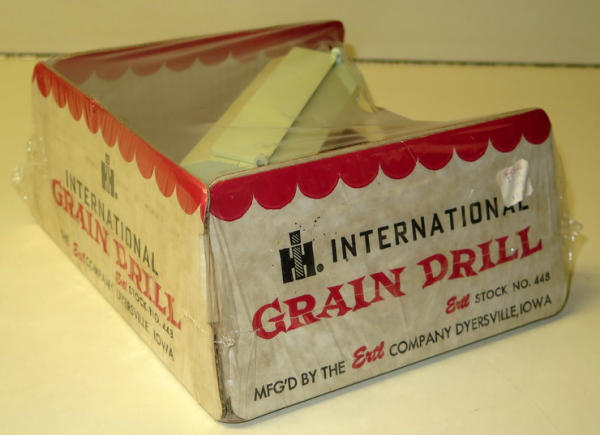 IH. INTERNATIONAL
GRAIN DRILL
Ertl STOCK NO. 448
MFG'D BY THE Ertl COMPANY DYERSVILLE, IOWA
IH.
INTERNATIONAL
GRAIN DRILL
Ertl STOCK NO. 448
THE Ertl COMPANY DYERSVILLE, IOWA